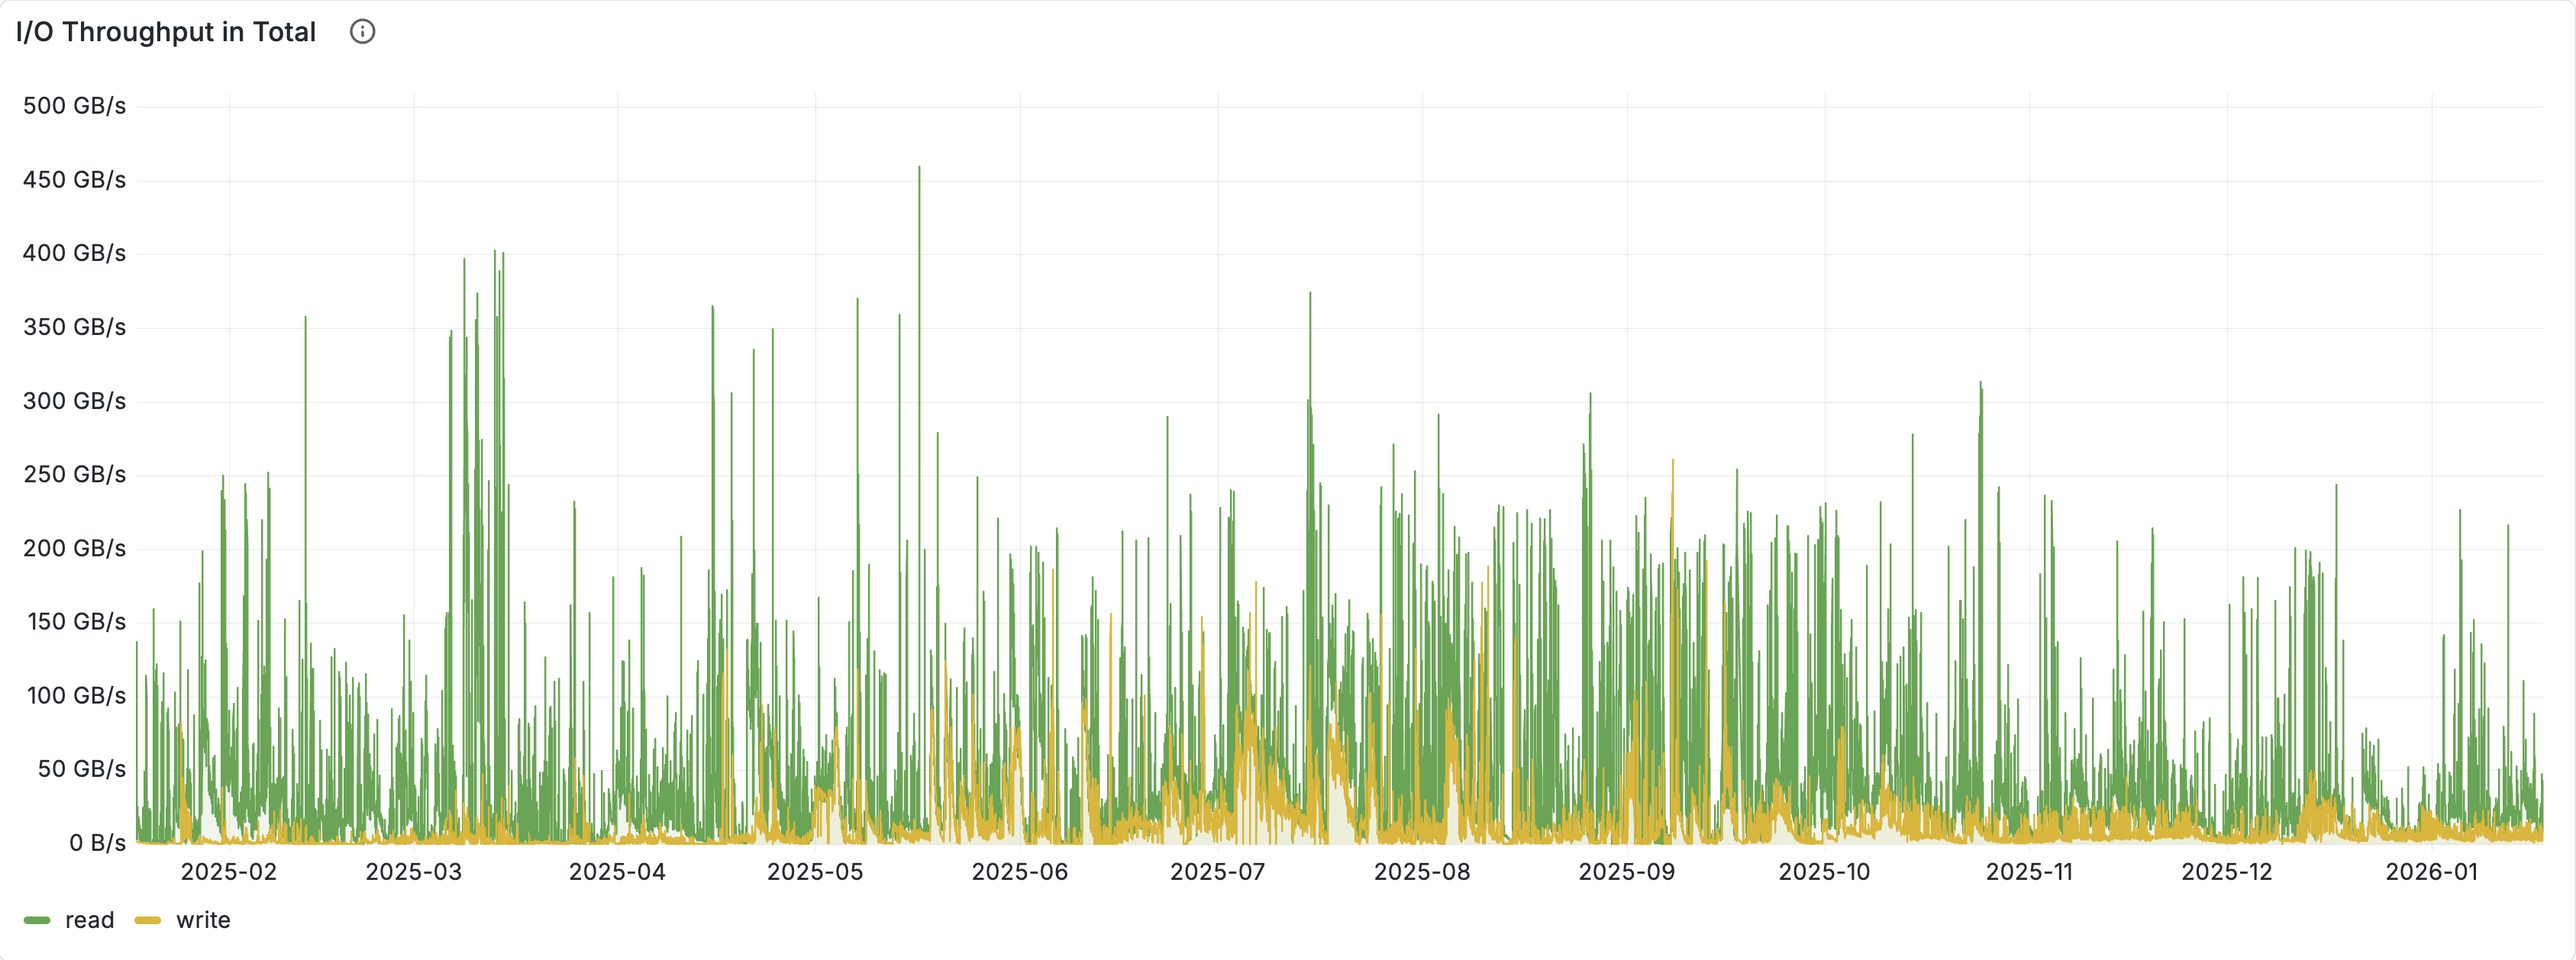 I/O Throughput in Total
500 GB/s
450 GB/s
400 GB/s
350 GB/s
300 GB/s
250 GB/s
200 GB/s
150 GB/s
100 GB/s
50 GB/s
0 B/s
2025-02 2025-03 2025-04 2025-05 2025-06 2025-07 2025-08 2025-09 2025-10 2025-11 2025-12 2026-01
read write